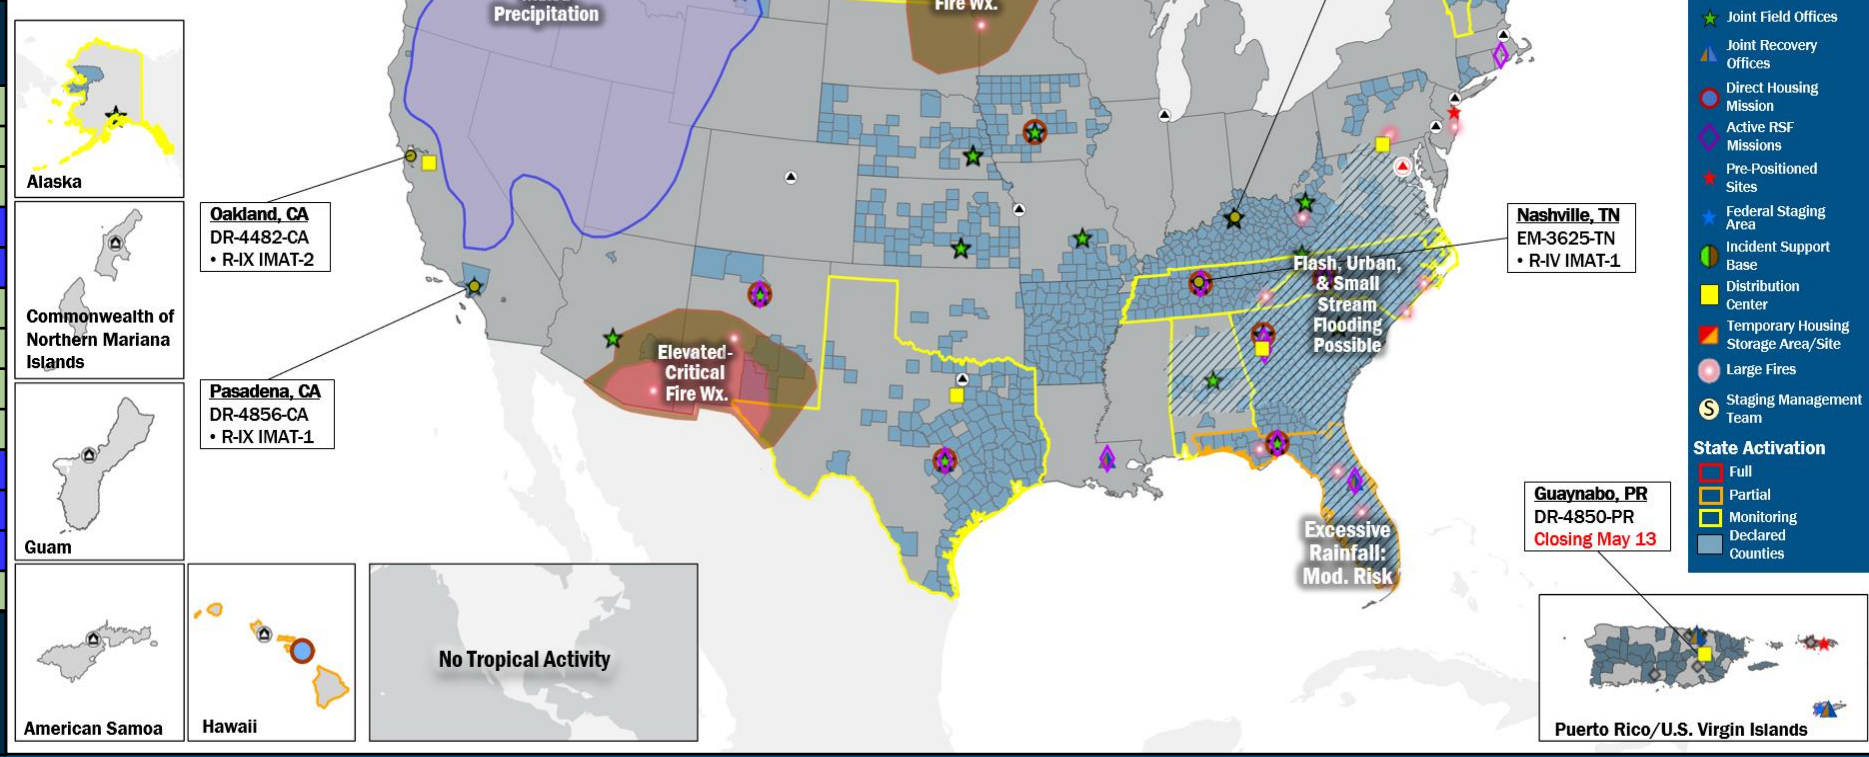 Precipitation
Fire Wx.
Alaska
Commonwealth of
Northern Mariana
Islands
Guam
American Samoa
Hawaii
No Tropical Activity
Oakland, CA
DR-4482-CA
• R-IX IMAT-2
Pasadena, CA
DR-4856-CA
• R-IX IMAT-1
Elevated-
Critical
Fire Wx.
Flash, Urban,
& Small
Stream
Flooding
Possible
Excessive
Rainfall:
Mod. Risk
Nashville, TN
EM-3625-TN
• R-IV IMAT-1
Guaynabo, PR
DR-4850-PR
Closing May 13
Puerto Rico/U.S. Virgin Islands
Joint Field Offices
Joint Recovery
Offices
Direct Housing
Mission
Active RSF
Missions
Pre-Positioned
Sites
Federal Staging
Area
Incident Support
Base
Distribution
Center
Temporary Housing
Storage Area/Site
Large Fires
S
Staging Management
Team
State Activation
Full
Partial
Monitoring
Declared
Counties